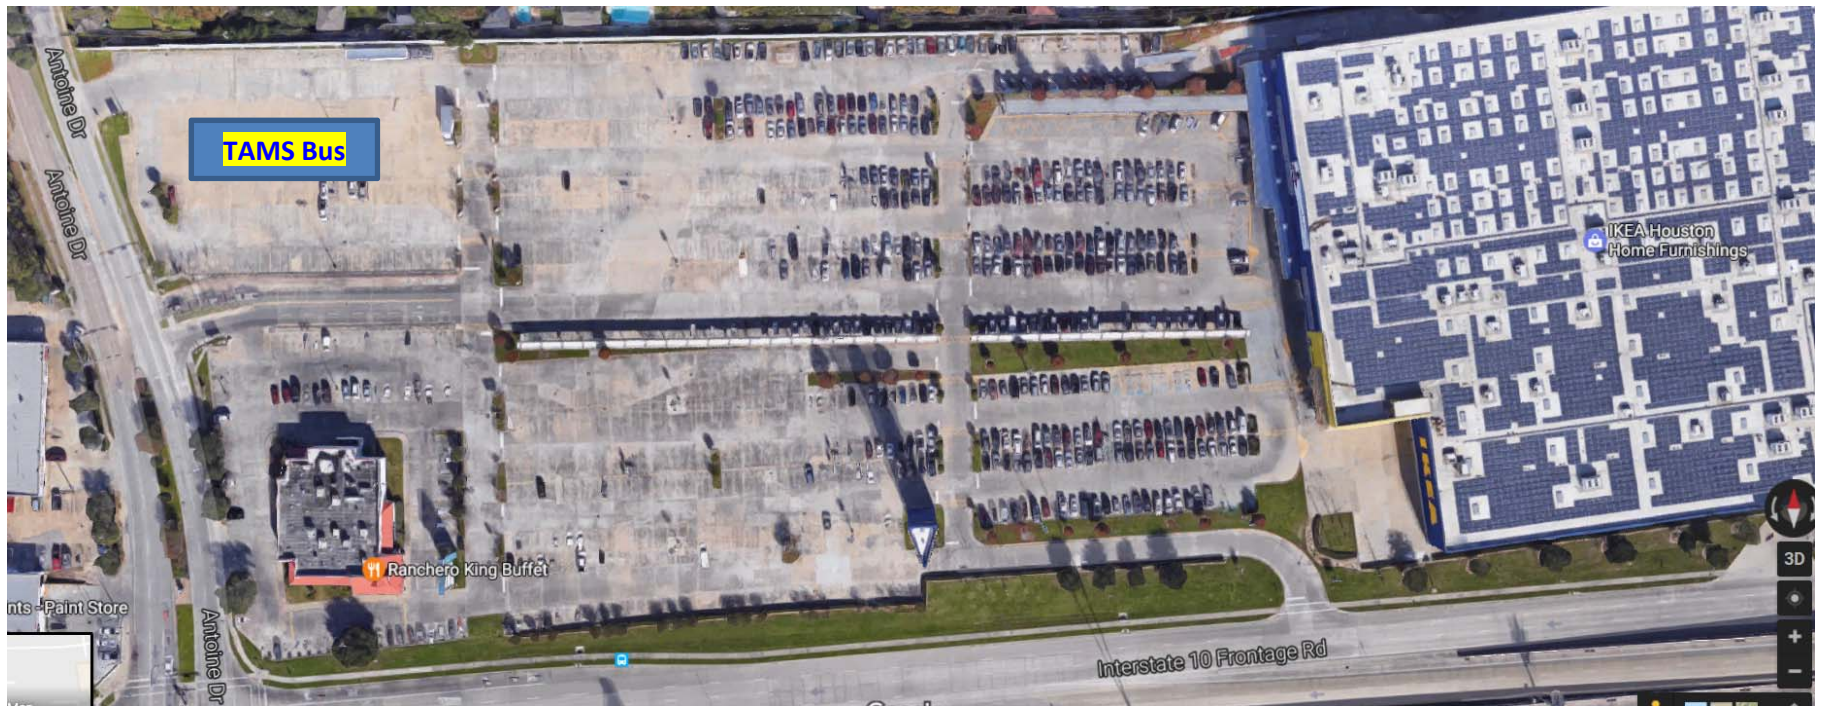 Antoine Dr
TAMS Bus
Antoine Dr
IKEA Houston
Home Furnishings
IKEA
3D
Ranchero King Buffet
nts - Paint Store
Antoine Dr
Interstate 10 Frontage Rd